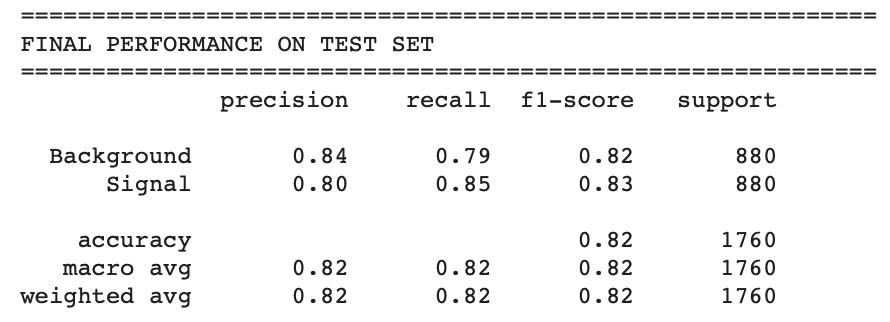 ============================================================
FINAL PERFORMANCE ON TEST SET
============================================================
              precision    recall  f1-score   support

  Background       0.84      0.79      0.82       880
      Signal       0.80      0.85      0.83       880

    accuracy                           0.82      1760
   macro avg       0.82      0.82      0.82      1760
weighted avg       0.82      0.82      0.82      1760